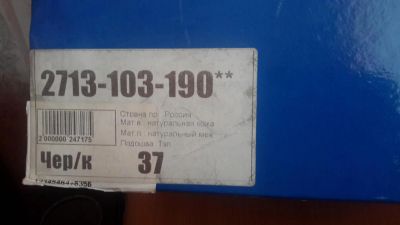 2713-103-190**
Страна пр. Россия
Мат.в. натуральная кожа
Мат.п. натуральный мех
Подошва Тэп
2 000000 247175
Чер/к 37